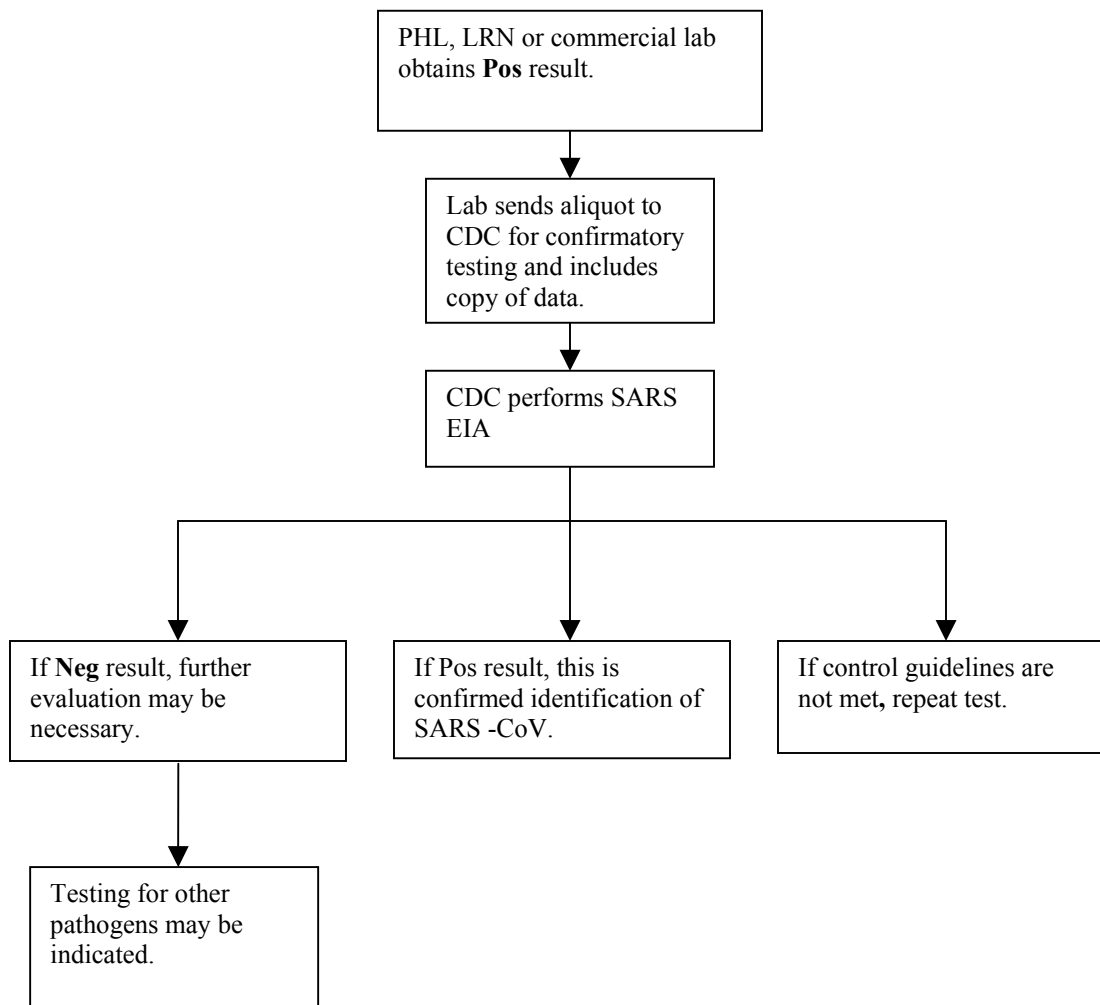 PHL, LRN or commercial lab
obtains Pos result.
Lab sends aliquot to
CDC for confirmatory
testing and includes
copy of data.
CDC performs SARS
EIA
If Neg result, further
evaluation may be
necessary.
If Pos result, this is
confirmed identification of
SARS -CoV.
If control guidelines are
not met, repeat test.
Testing for other
pathogens may be
indicated.